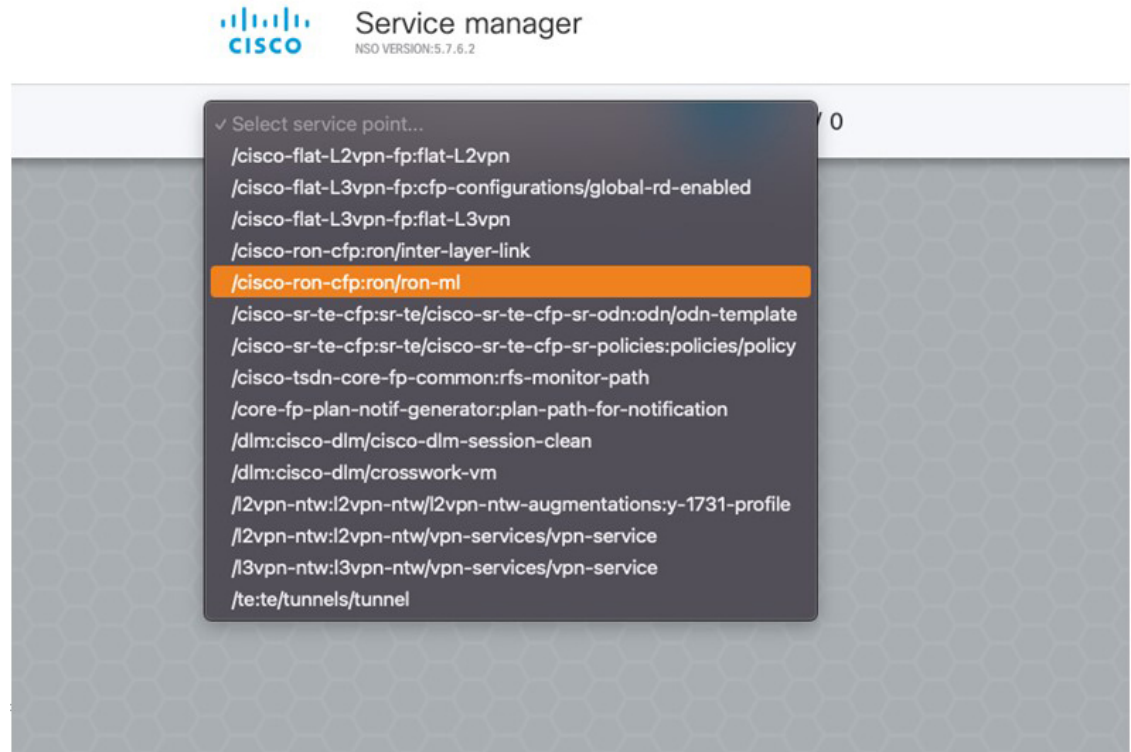 CISCO
Service manager
NSO VERSION:5.7.6.2
✓ Select service point...
/ 0
/cisco-flat-L2vpn-fp:flat-L2vpn
/cisco-flat-L3vpn-fp:cfp-configurations/global-rd-enabled
/cisco-flat-L3vpn-fp:flat-L3vpn
/cisco-ron-cfp:ron/inter-layer-link
/cisco-ron-cfp:ron/ron-ml
/cisco-sr-te-cfp:sr-te/cisco-sr-te-cfp-sr-odn:odn/odn-template
/cisco-sr-te-cfp:sr-te/cisco-sr-te-cfp-sr-policies:policies/policy
/cisco-tsdn-core-fp-common:rfs-monitor-path
/core-fp-plan-notif-generator:plan-path-for-notification
/dlm:cisco-dlm/cisco-dlm-session-clean
/dlm:cisco-dlm/crosswork-vm
/l2vpn-ntw:l2vpn-ntw/l2vpn-ntw-augmentations:y-1731-profile
/l2vpn-ntw:l2vpn-ntw/vpn-services/vpn-service
/l3vpn-ntw:l3vpn-ntw/vpn-services/vpn-service
/te:te/tunnels/tunnel